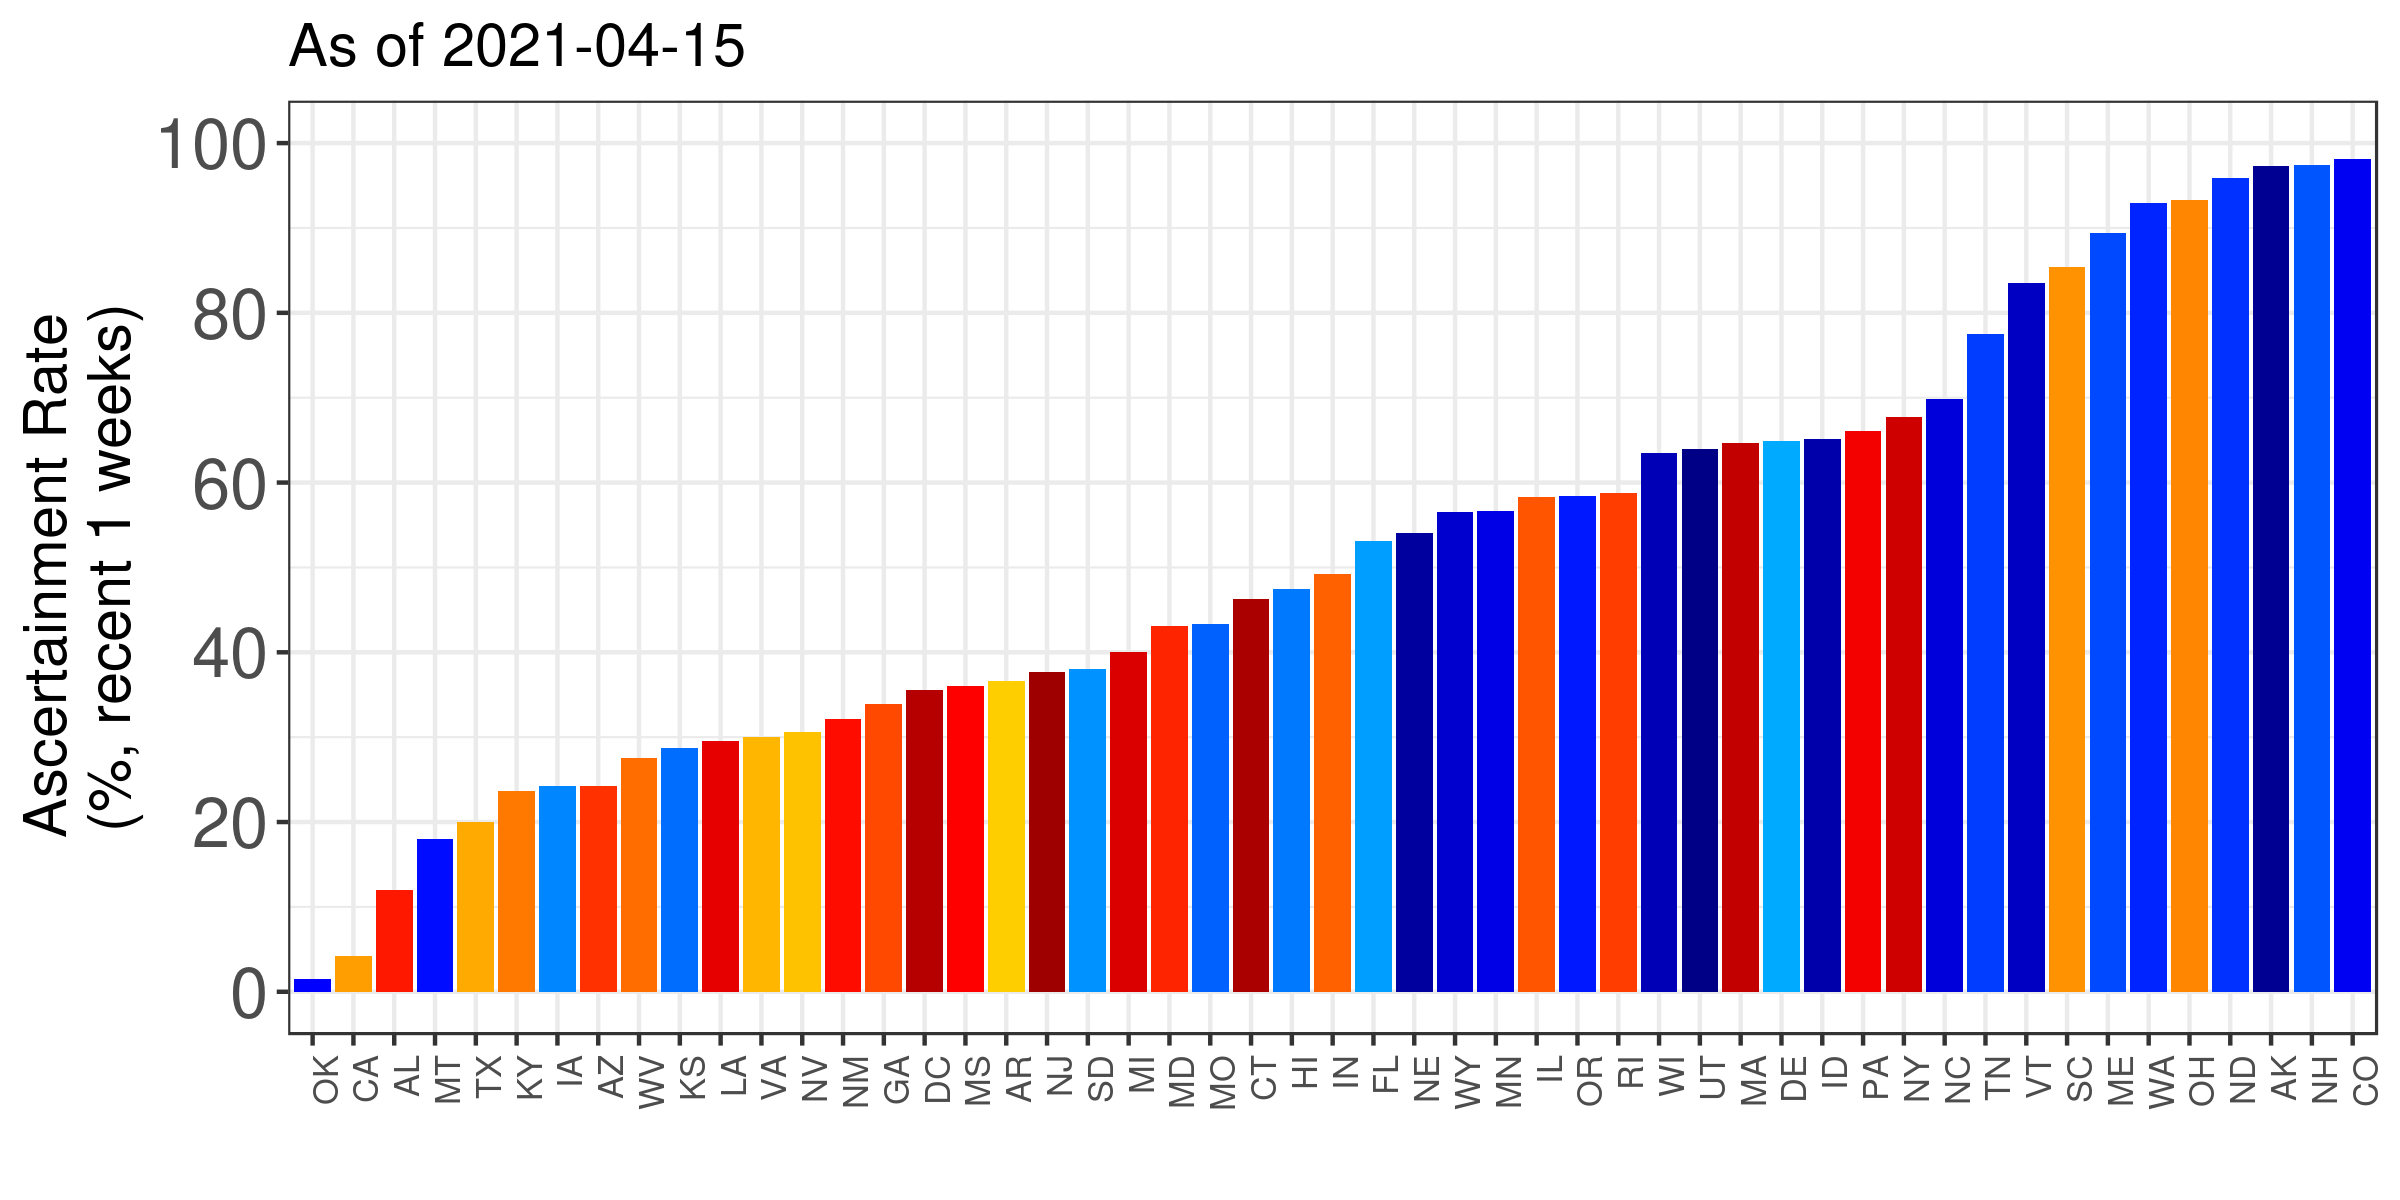 As of 2021-04-15
Ascertainment Rate
(%, recent 1 weeks)
100
80
60
40
20
0
OK CA AL MT TX KY IA AZ WV KS LA VA NV NM GA DC MS AR NJ SD MI MD MO CT HI IN FL NE WY MN IL OR RI WI UT MA DE ID PA NY NC TN VT SC ME WA OH ND AK NH CO